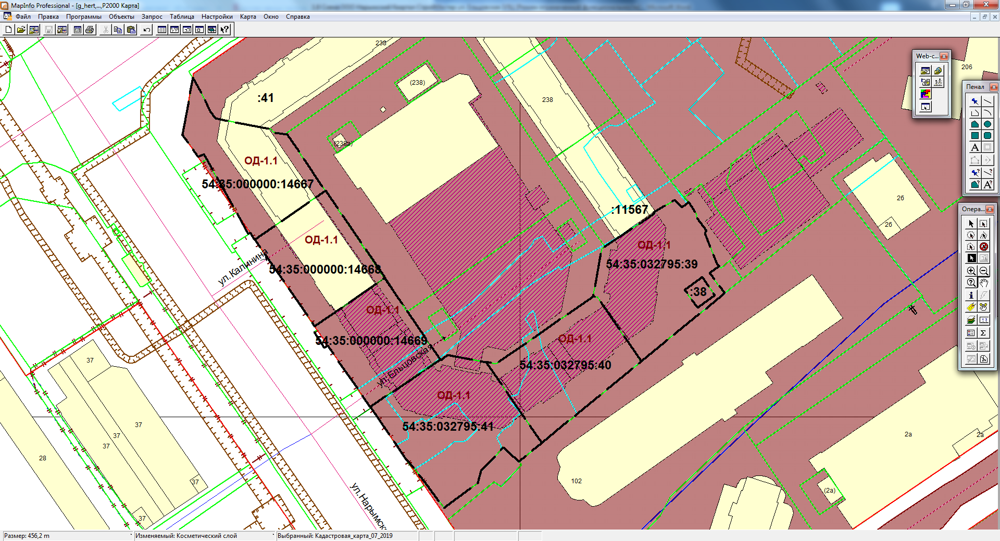 MapInfo Professional - [g_hert,...,P2000 Карта]
Файл Правка Программы Объекты Запрос Таблица Настройки Карта Окно Справка
238
Web-с...
206
Пенал
(238)
:41
238
(238а)
ОД-1.1
54:35:000000:14667
26
:11567
26
Опера...
ОД-1.1
ОД-1.1
54:35:032795:39
ул.Калинина
54:35:000000:14668
:38
ОД-1.1
54:35:000000:14669
ОД-1.1
37
54:35:032795:40
ул.Ельцовская
ОД-1.1
37
54:35:032795:41
37
2а
2а
37
28
37
102
(2а)
ул.Нарымска
37
Размер: 456,2 m
Изменяемый: Косметический слой
Выбранный: Кадастровая_карта_07_2019